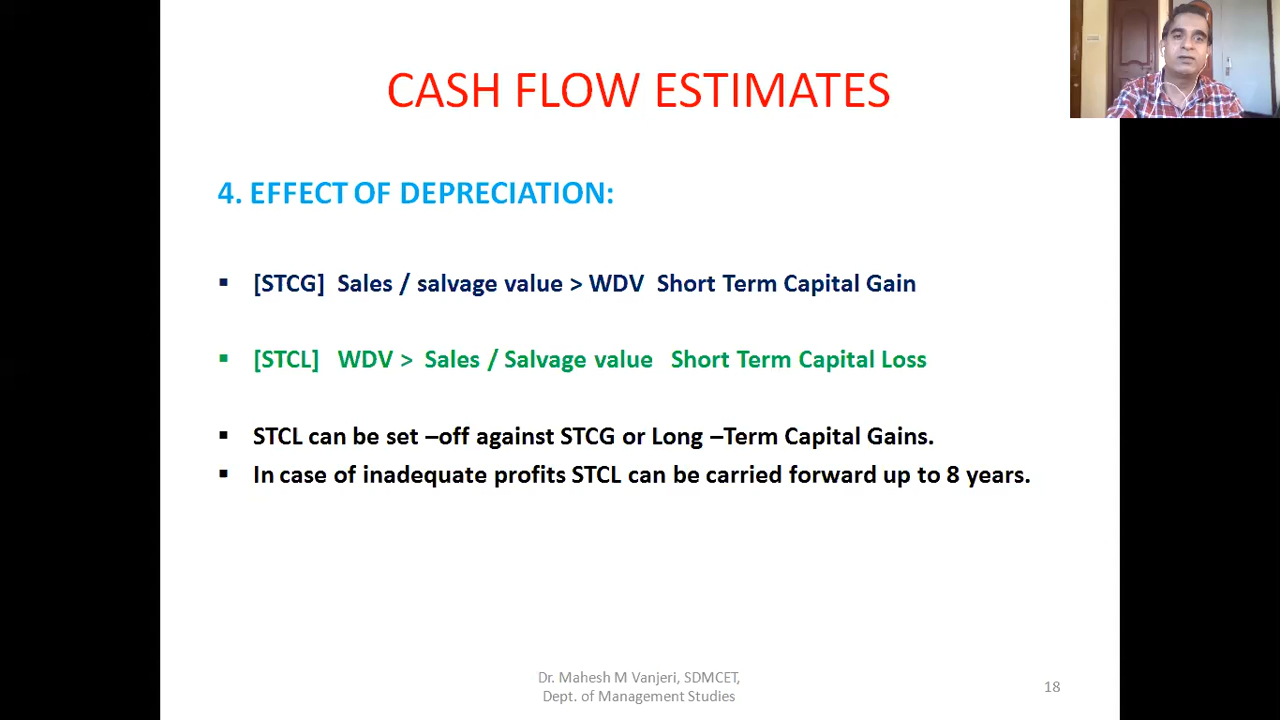 CASH FLOW ESTIMATES
4. EFFECT OF DEPRECIATION:
▪ [STCG] Sales / salvage value > WDV Short Term Capital Gain
▪ [STCL] WDV > Sales / Salvage value Short Term Capital Loss
▪ STCL can be set –off against STCG or Long –Term Capital Gains.
▪ In case of inadequate profits STCL can be carried forward up to 8 years.
Dr. Mahesh M Vanjeri, SDMCET,
Dept. of Management Studies
18